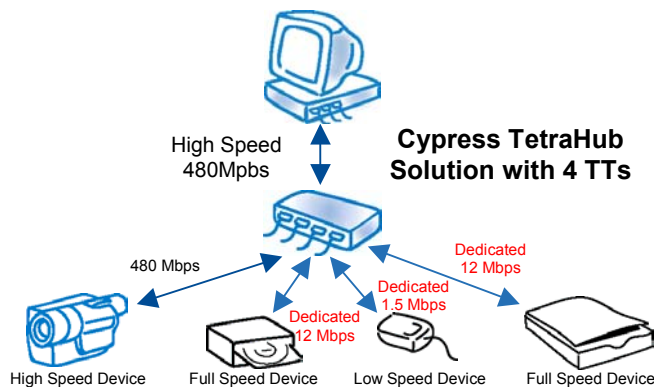 High Speed
480Mpbs
Cypress TetraHub
Solution with 4 TTs
480 Mbps
Dedicated
12 Mbps
Dedicated
1.5 Mbps
Dedicated
12 Mbps
High Speed Device
Full Speed Device
Low Speed Device
Full Speed Device